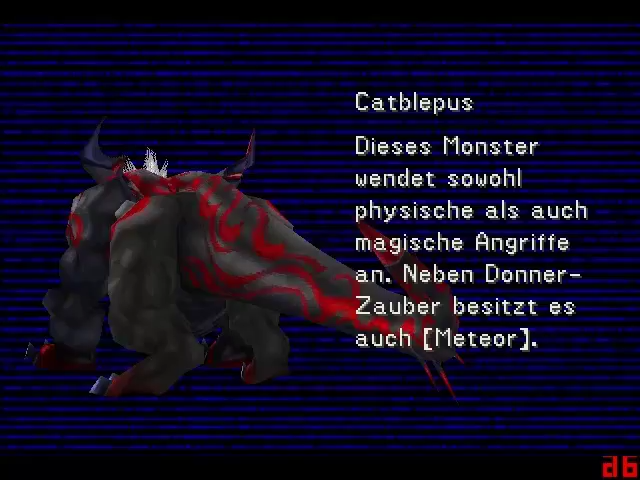 Catblepus
Dieses Monster
wendet sowohl
physische als auch
magische Angriffe
an. Neben Donner-
Zauber besitzt es
auch [Meteor].
d6